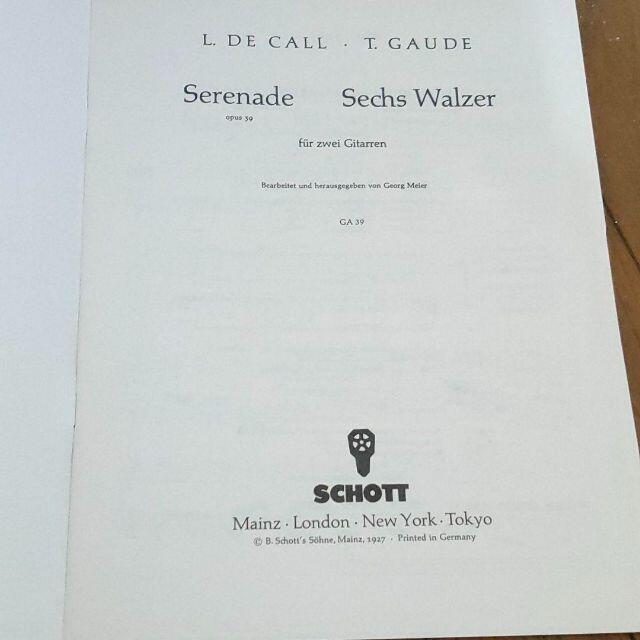 L. DE CALL · T. GAUDE
Serenade Sechs Walzer
opus 39
für zwei Gitarren
Bearbeitet und herausgegeben von Georg Meier
GA 39
SCHOTT
Mainz · London · New York · Tokyo
© B. Schott's Söhne, Mainz, 1927 · Printed in Germany